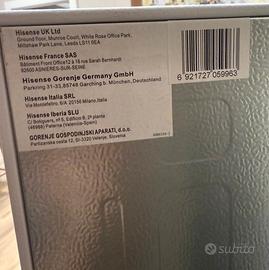 Hisense UK Ltd
Ground floor, Munroe Court, White Rose Office Park,
Millshaw Park Lane, Leeds LS11 0EA
Hisense France SAS
Bâtiment Front Office 12 & 16 rue Sarah Bernhardt
92600 ASNIERES-SUR-SEINE
Hisense Gorenje Germany GmbH
Parkring 31-33, 85748 Garching b. München, Deutschland
Hisense Italia SRL
Via Montefeltro, 6/A 20156 Milano, Italia
Hisense Iberia SLU
C/ Botiguers, nº 5, Edificio B, 2ª planta
(46980) Paterna (Valencia-Spain)
GORENJE GOSPODINJSKI APARATI, d.o.o.
Partizanska cesta 12, SI-3320 Velenje, Slovenia
6 921727 059963
subito